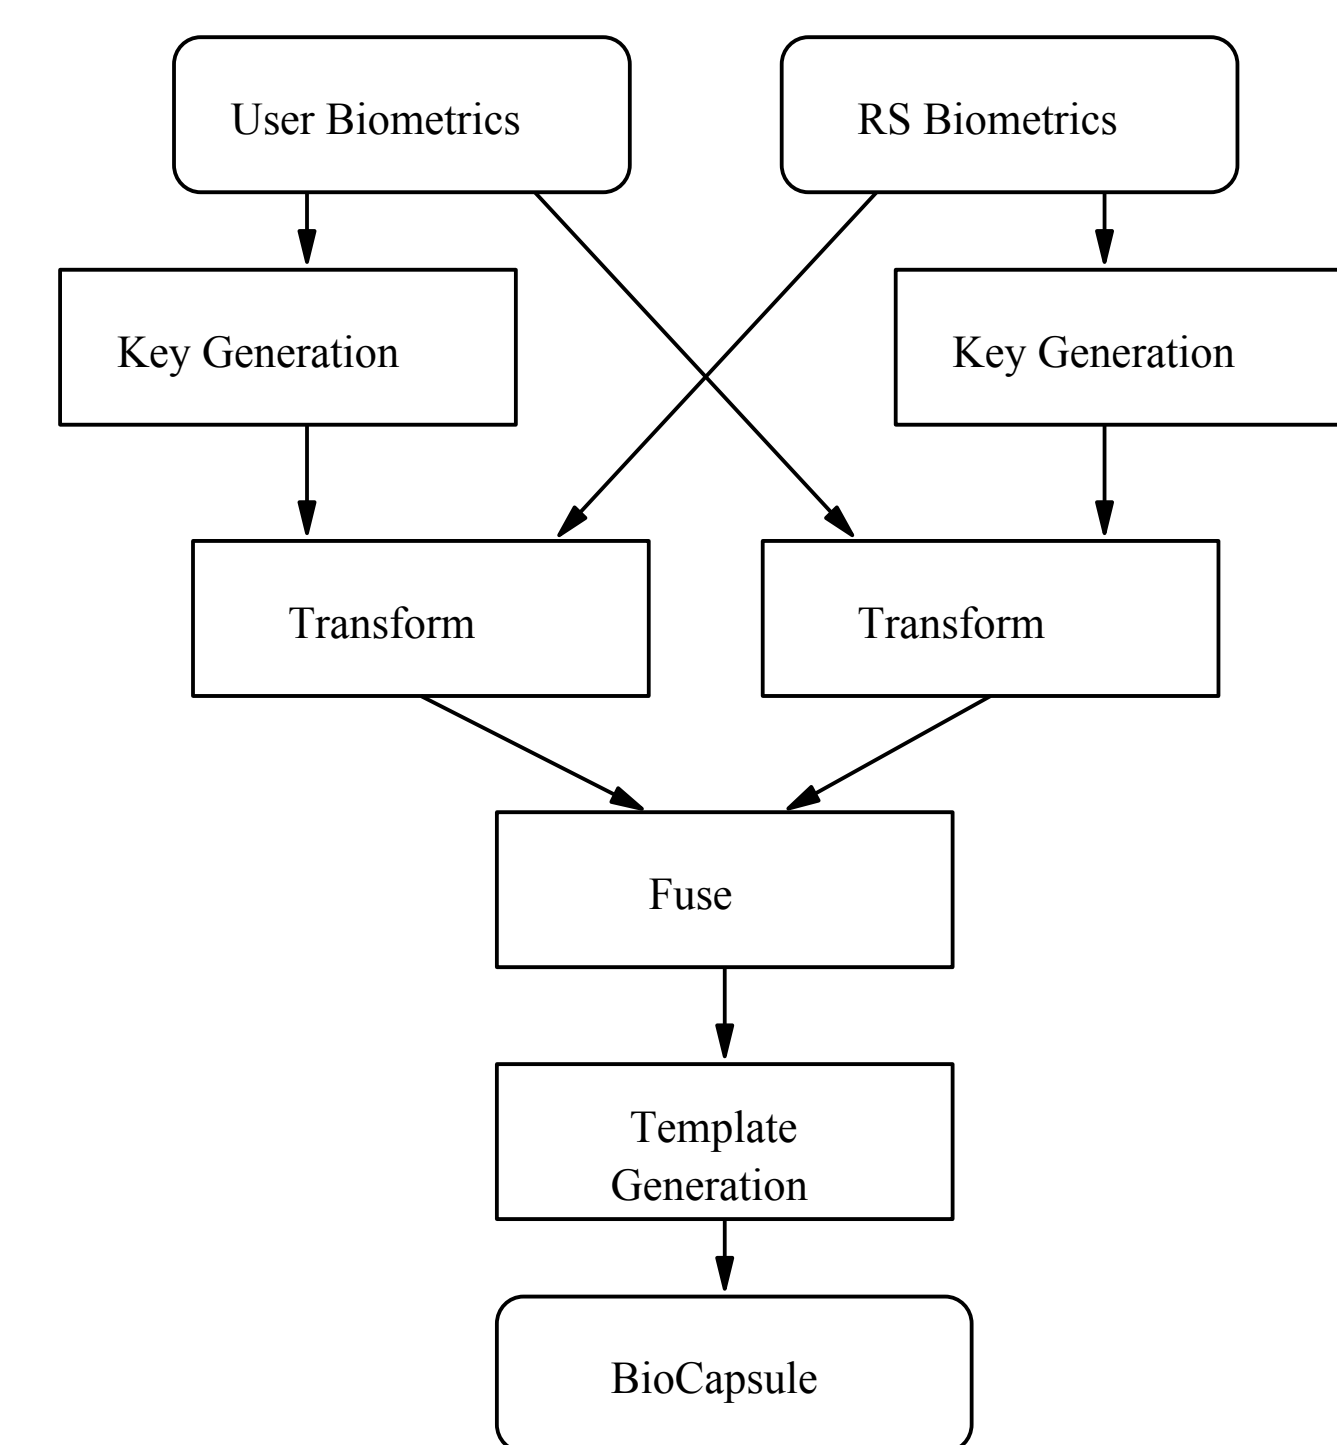 User Biometrics
RS Biometrics
Key Generation
Key Generation
Transform
Transform
Fuse
Template
Generation
BioCapsule